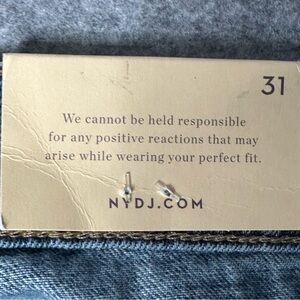 31
We cannot be held responsible
for any positive reactions that may
arise while wearing your perfect fit.
NYDJ.COM